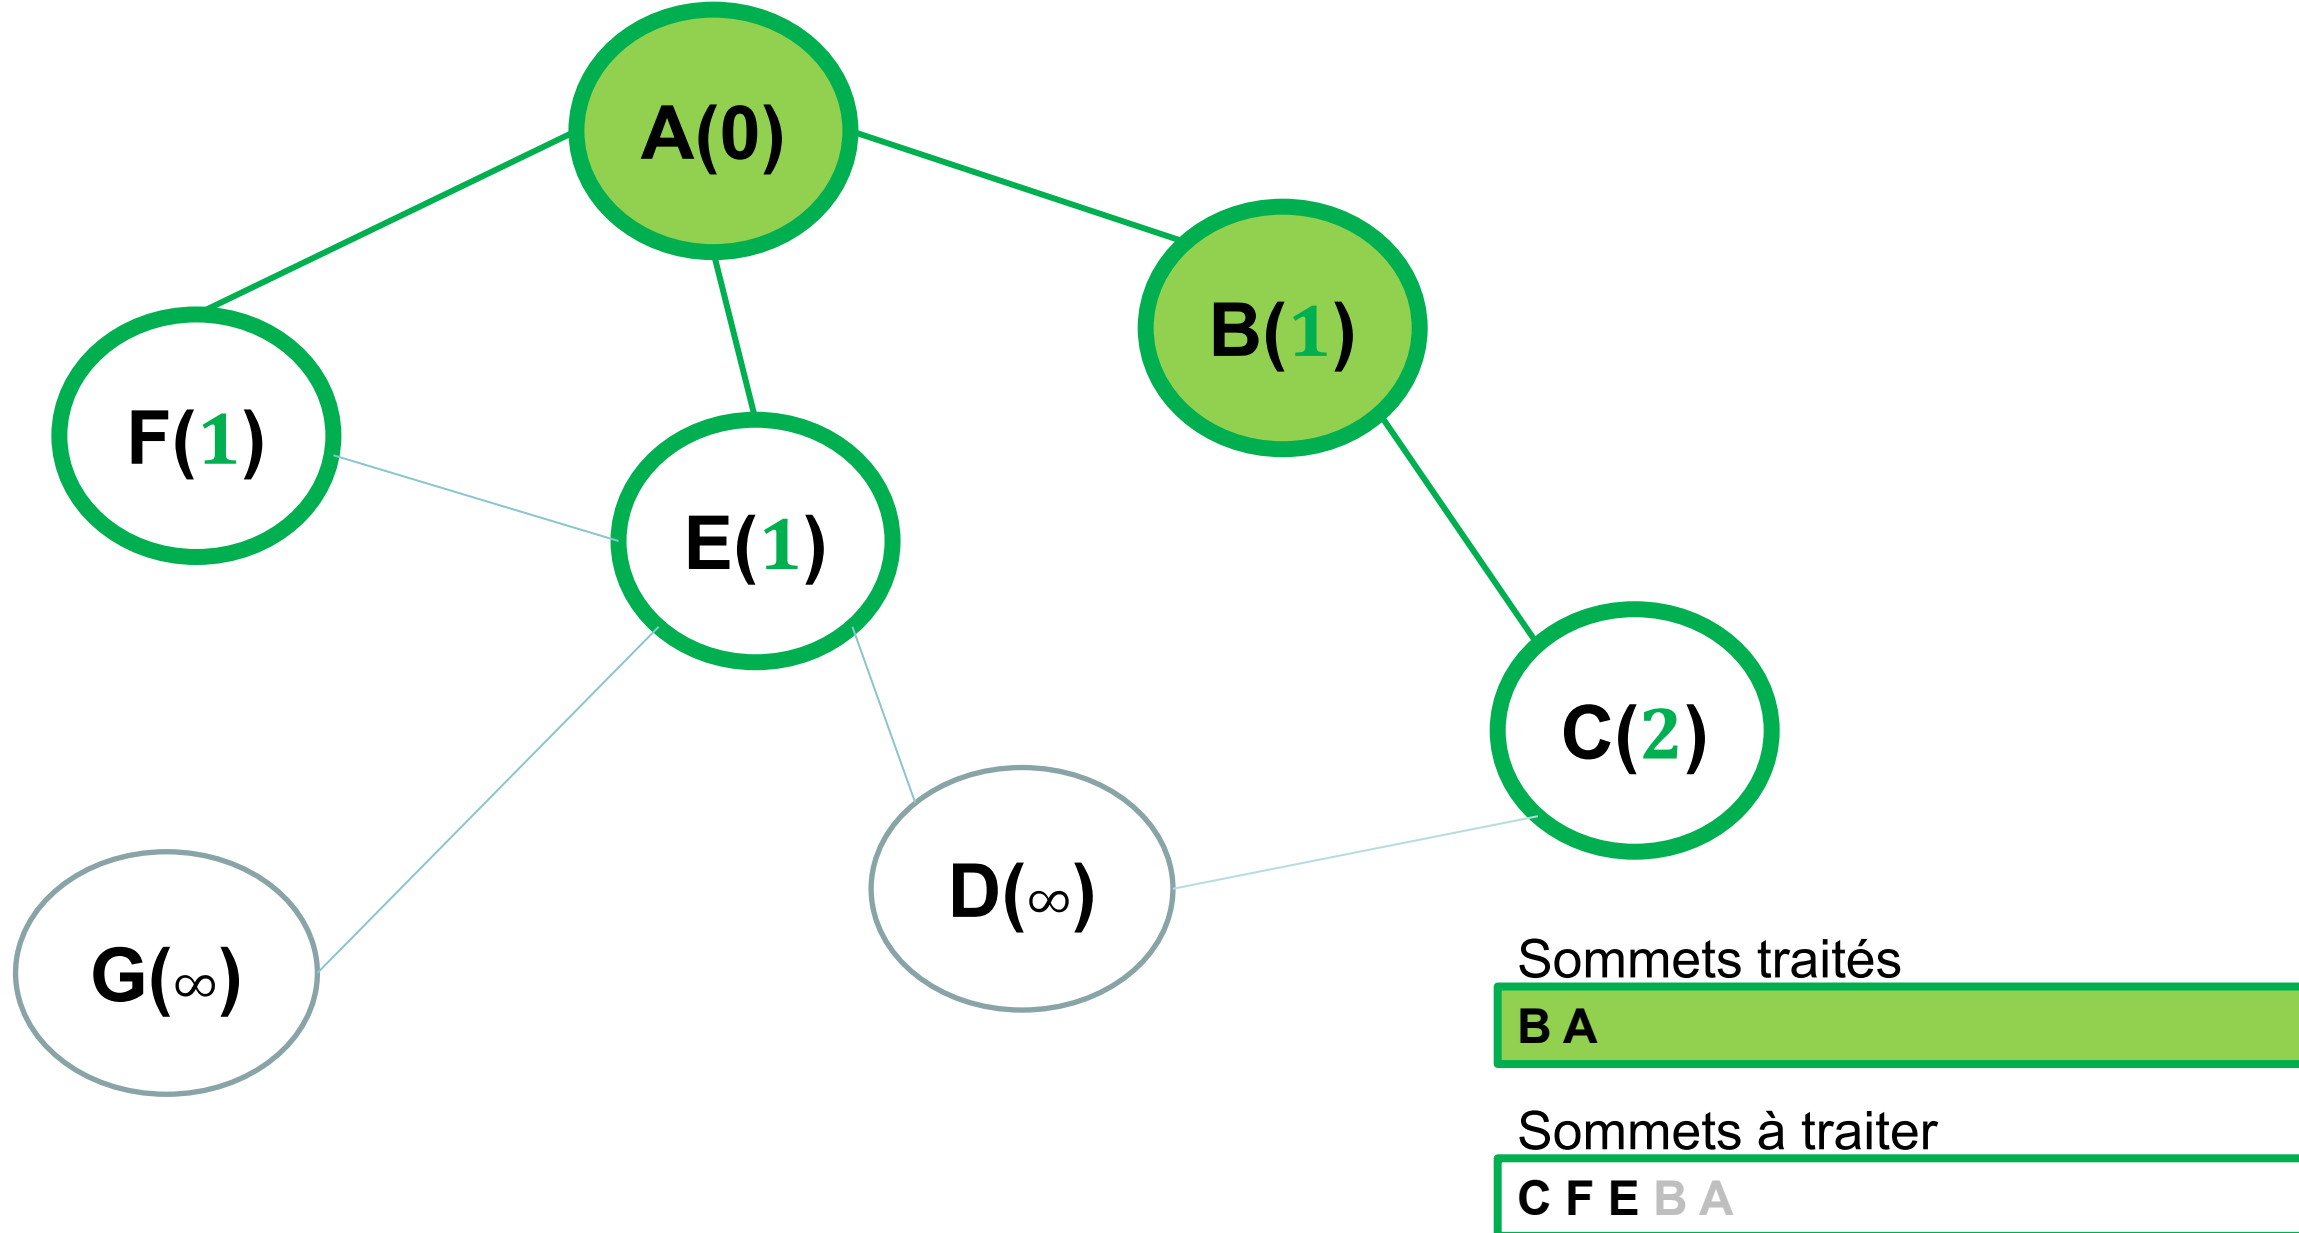 A(0)
B(1)
F(1)
E(1)
C(2)
D(∞)
G(∞)
Sommets traités
B A
Sommets à traiter
C F E B A